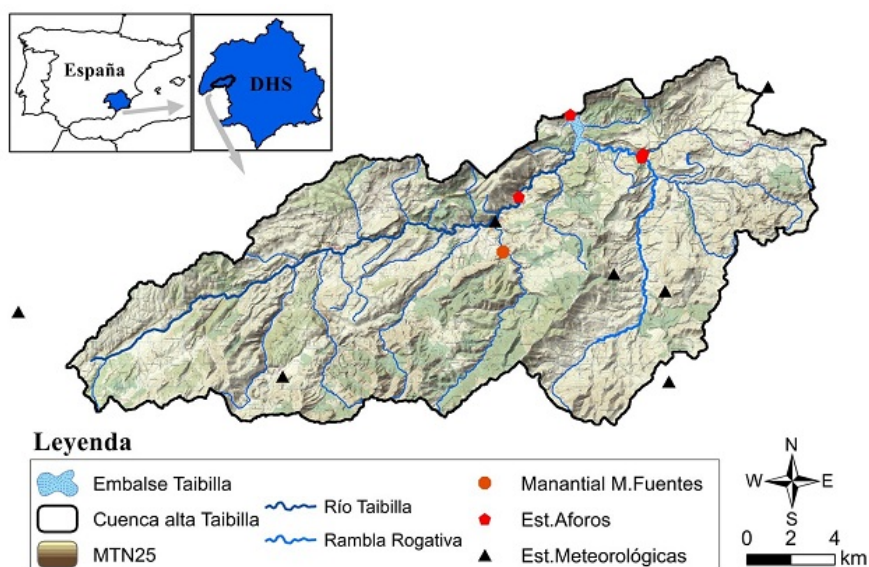 España
DHS
Leyenda
Embalse Taibilla
Cuenca alta Taibilla
MTN25
Río Taibilla
Rambla Rogativa
Manantial M.Fuentes
Est.Aforos
Est.Meteorológicas
N
W E
S
0 2 4
km